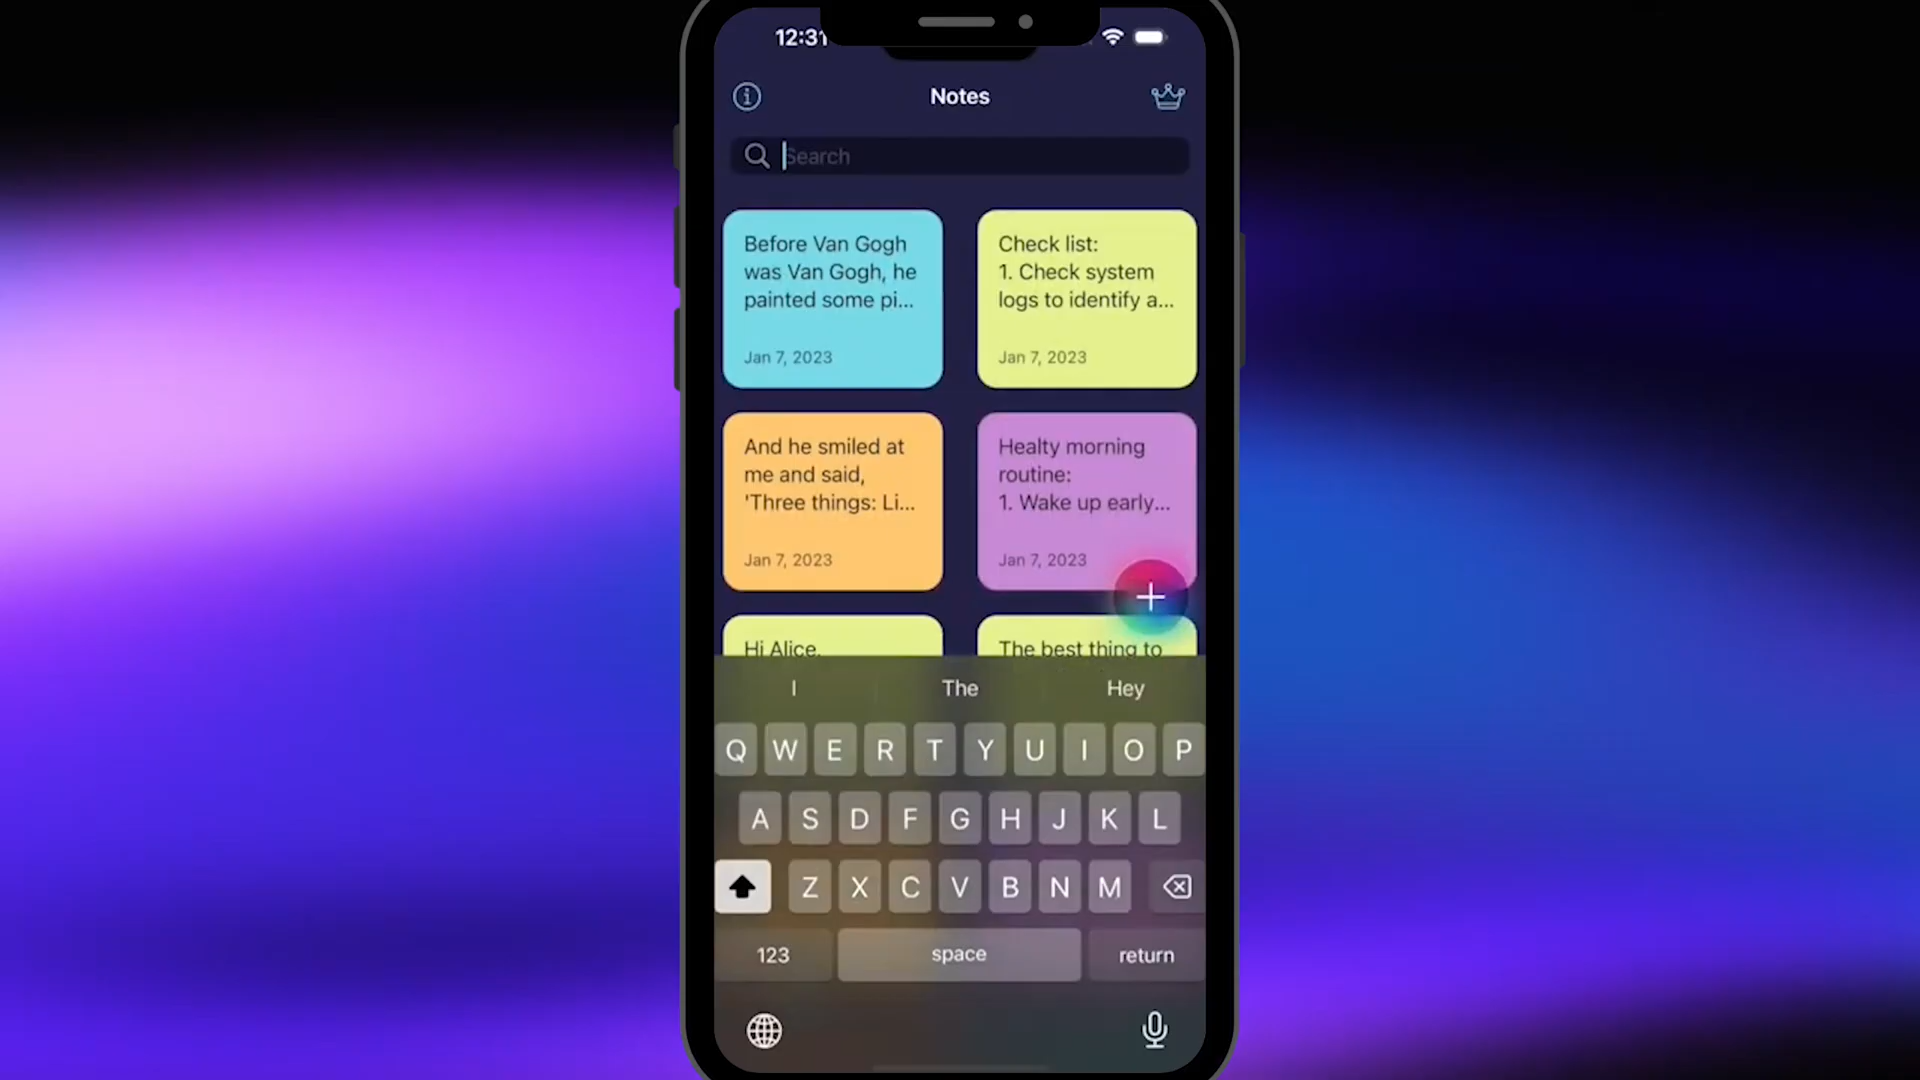 12:31
Notes
Search
Before Van Gogh
was Van Gogh, he
painted some pi...
Jan 7, 2023
Check list:
1. Check system
logs to identify a...
Jan 7, 2023
And he smiled at
me and said,
'Three things: Li...
Jan 7, 2023
Healty morning
routine:
1. Wake up early...
Jan 7, 2023
Hi Alice,
The best thing to
I The Hey
Q W E R T Y U I O P
A S D F G H J K L
Z X C V B N M
123 space return